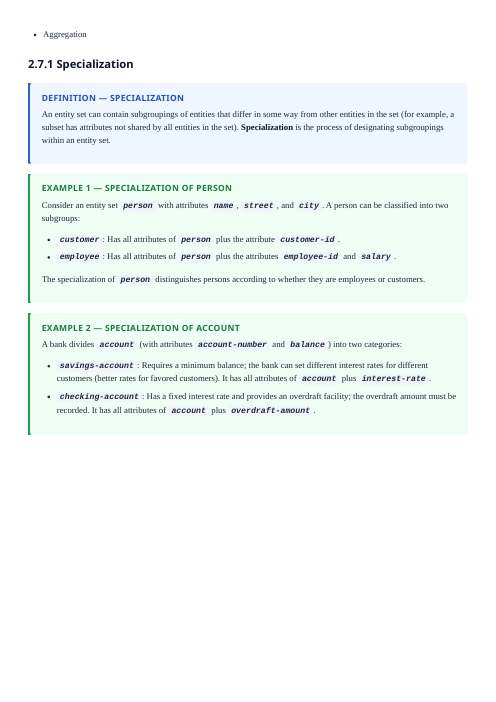 • Aggregation
2.7.1 Specialization
DEFINITION — SPECIALIZATION
An entity set can contain subgroupings of entities that differ in some way from other entities in the set (for example, a
subset has attributes not shared by all entities in the set). Specialization is the process of designating subgroupings
within an entity set.
EXAMPLE 1 — SPECIALIZATION OF PERSON
Consider an entity set person with attributes name , street , and city . A person can be classified into two
subgroups:
• customer : Has all attributes of person plus the attribute customer-id .
• employee : Has all attributes of person plus the attributes employee-id and salary .
The specialization of person distinguishes persons according to whether they are employees or customers.
EXAMPLE 2 — SPECIALIZATION OF ACCOUNT
A bank divides account (with attributes account-number and balance ) into two categories:
• savings-account : Requires a minimum balance; the bank can set different interest rates for different
customers (better rates for favored customers). It has all attributes of account plus interest-rate .
• checking-account : Has a fixed interest rate and provides an overdraft facility; the overdraft amount must be
recorded. It has all attributes of account plus overdraft-amount .